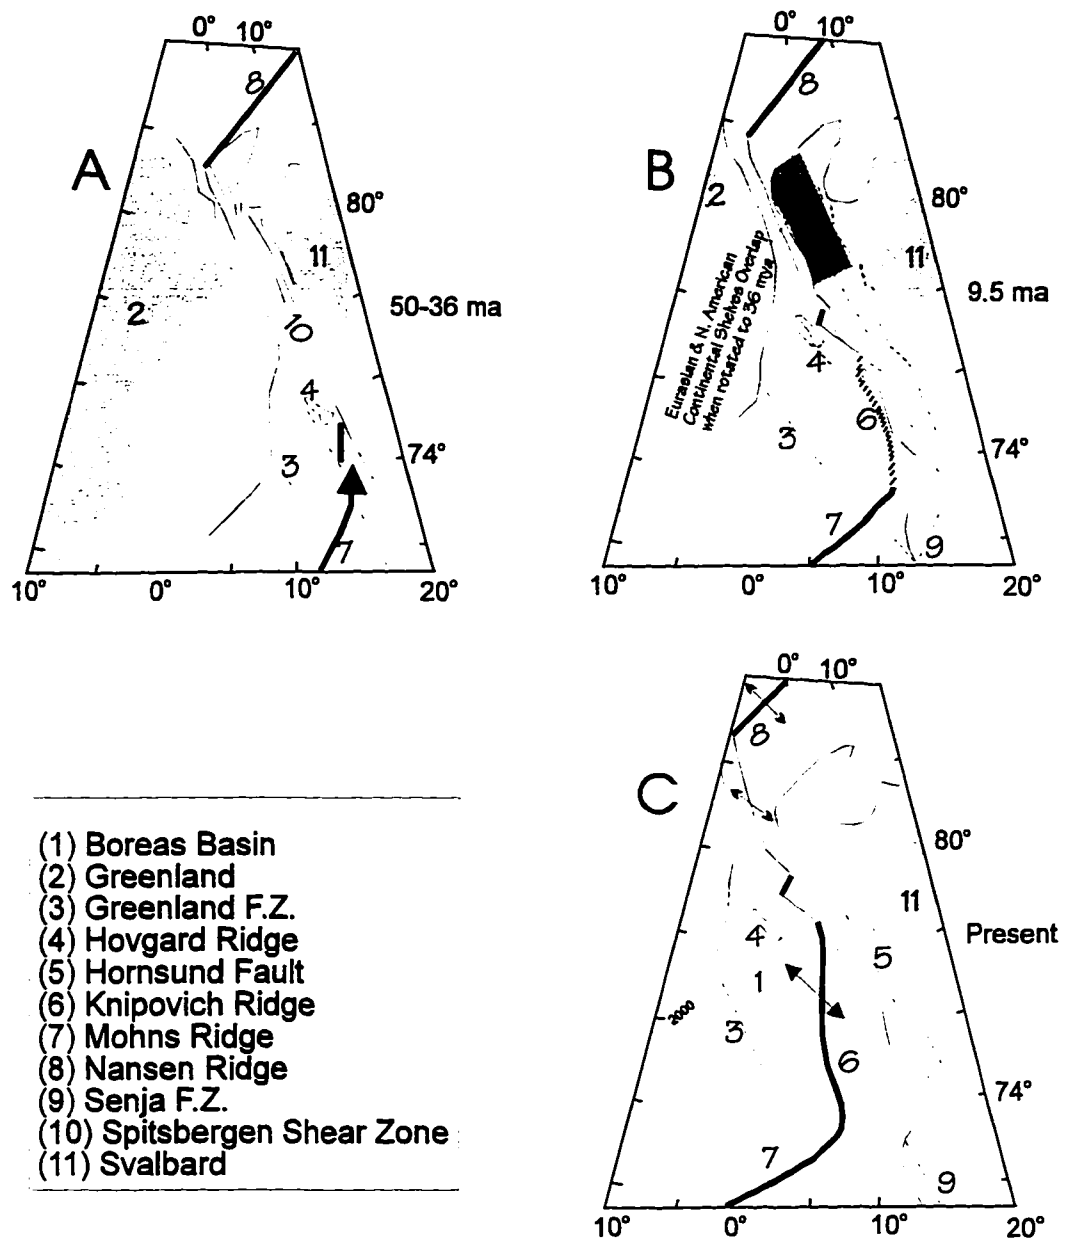 0° 10°
8
A
80°
11
2
50-36 ma
10
4
74°
3
7
10° 0° 10° 20°
0° 10°
8
B
2
80°
11
9.5 ma
Eurasian & N. American
Continental Shelves Overlap
when rotated to 36 mya
4
6
3
74°
7
9
10° 0° 10° 20°
0° 10°
8
C
80°
11
Present
4
5
1
2000
3
6
74°
7
9
10° 0° 10° 20°
(1) Boreas Basin
(2) Greenland
(3) Greenland F.Z.
(4) Hovgard Ridge
(5) Hornsund Fault
(6) Knipovich Ridge
(7) Mohns Ridge
(8) Nansen Ridge
(9) Senja F.Z.
(10) Spitsbergen Shear Zone
(11) Svalbard